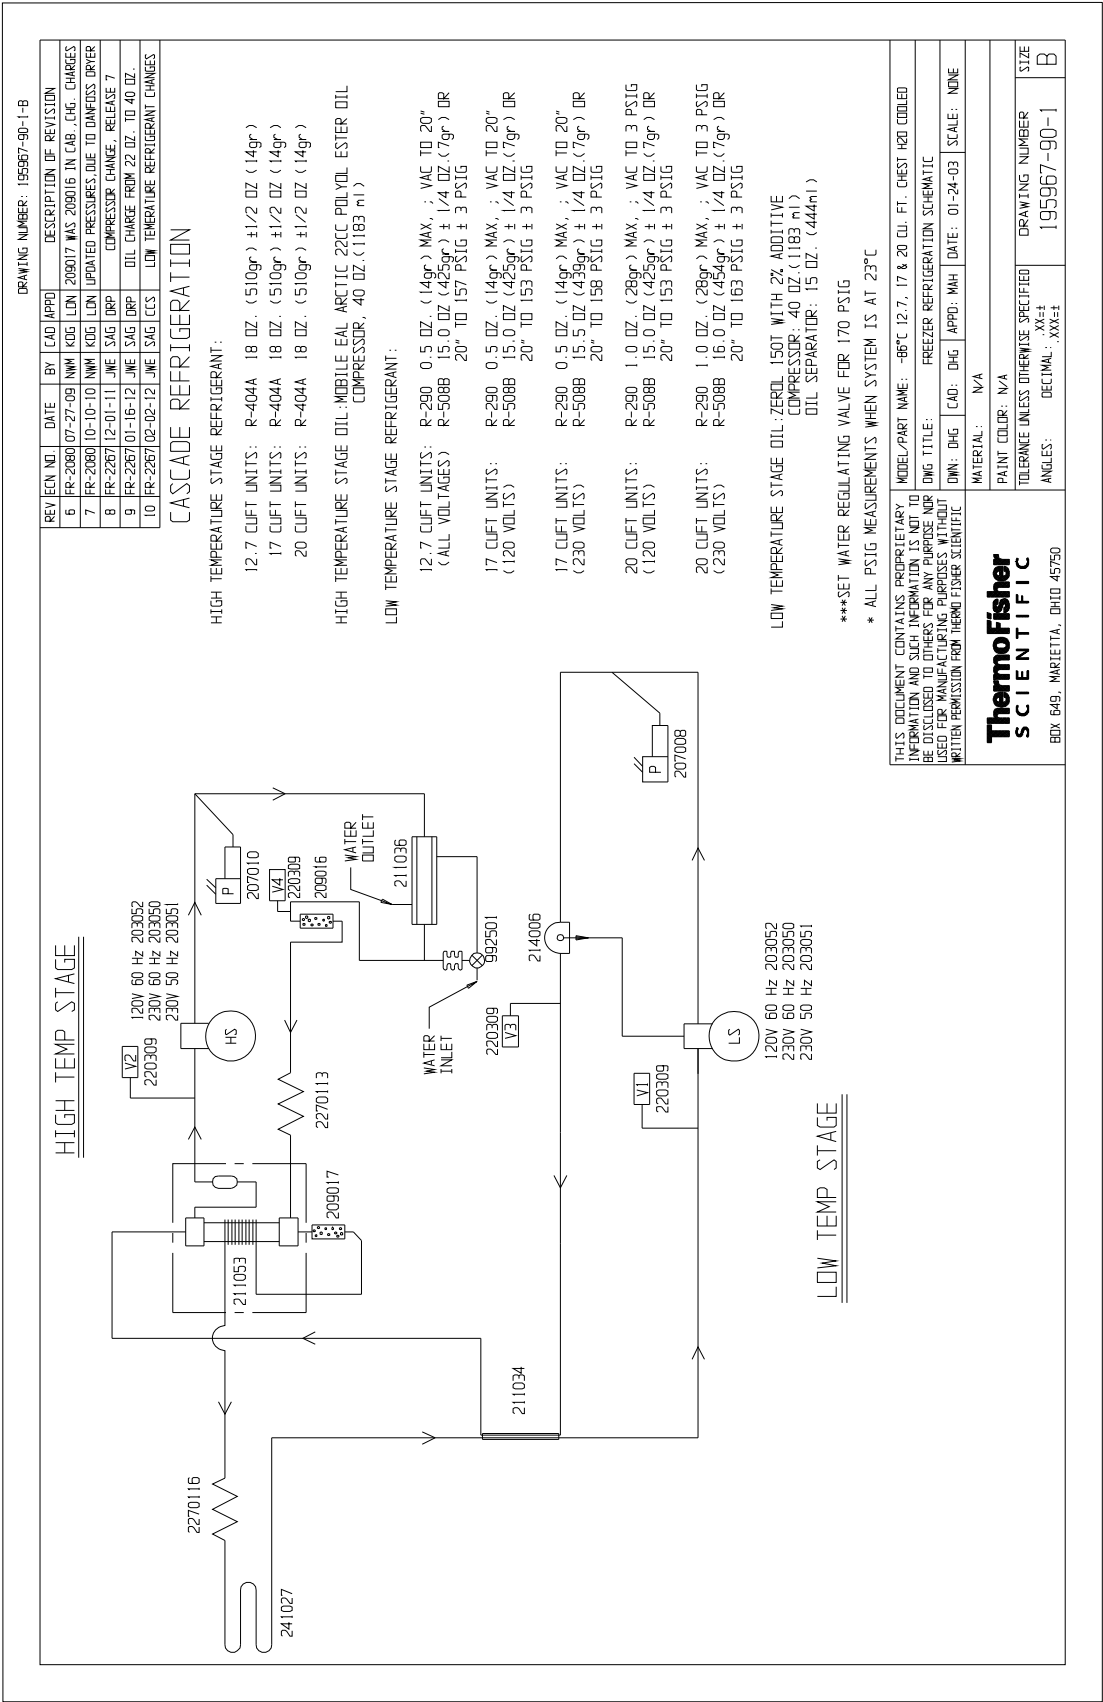 DRAWING NUMBER: 195967-90-1-B
REV ECN NO. DATE BY CAD APPD DESCRIPTION OF REVISION
6 FR-2080 07-27-09 NWM KDG LDN 209017 WAS 209016 IN CAB.,CHG. CHARGES
7 FR-2080 10-10-10 NWM KDG LDN UPDATED PRESSURES,DUE TO DANFOSS DRYER
8 FR-2267 12-01-11 JWE SAG DRP COMPRESSOR CHANGE, RELEASE 7
9 FR-2267 01-16-12 JWE SAG DRP OIL CHARGE FROM 22 OZ. TO 40 OZ.
10 FR-2267 02-02-12 JWE SAG CCS LOW TEMERATURE REFRIGERANT CHANGES
CASCADE REFRIGERATION
HIGH TEMPERATURE STAGE REFRIGERANT:
12.7 CUFT UNITS: R-404A 18 OZ. (510gr) ±1/2 OZ (14gr)
17 CUFT UNITS: R-404A 18 OZ. (510gr) ±1/2 OZ (14gr)
20 CUFT UNITS: R-404A 18 OZ. (510gr) ±1/2 OZ (14gr)
HIGH TEMPERATURE STAGE OIL:MOBILE EAL ARCTIC 22CC POLYOL ESTER OIL
COMPRESSOR, 40 OZ.(1183 ml)
LOW TEMPERATURE STAGE REFRIGERANT:
12.7 CUFT UNITS: R-290 0.5 OZ. (14gr) MAX, ; VAC TO 20"
(ALL VOLTAGES) R-508B 15.0 OZ (425gr) ± 1/4 OZ.(7gr) OR
20" TO 157 PSIG ± 3 PSIG
17 CUFT UNITS: R-290 0.5 OZ. (14gr) MAX, ; VAC TO 20"
(120 VOLTS) R-508B 15.0 OZ (425gr) ± 1/4 OZ.(7gr) OR
20" TO 153 PSIG ± 3 PSIG
17 CUFT UNITS: R-290 0.5 OZ. (14gr) MAX, ; VAC TO 20"
(230 VOLTS) R-508B 15.5 OZ (439gr) ± 1/4 OZ.(7gr) OR
20" TO 158 PSIG ± 3 PSIG
20 CUFT UNITS: R-290 1.0 OZ. (28gr) MAX, ; VAC TO 3 PSIG
(120 VOLTS) R-508B 15.0 OZ (425gr) ± 1/4 OZ.(7gr) OR
20" TO 153 PSIG ± 3 PSIG
20 CUFT UNITS: R-290 1.0 OZ. (28gr) MAX, ; VAC TO 3 PSIG
(230 VOLTS) R-508B 16.0 OZ (454gr) ± 1/4 OZ.(7gr) OR
20" TO 163 PSIG ± 3 PSIG
LOW TEMPERATURE STAGE OIL:ZEROL 150T WITH 2% ADDITIVE
COMPRESSOR: 40 OZ.(1183 ml)
OIL SEPARATOR: 15 OZ. (444ml)
***SET WATER REGULATING VALVE FOR 170 PSIG
* ALL PSIG MEASUREMENTS WHEN SYSTEM IS AT 23°C
HIGH TEMP STAGE
120V 60 Hz 203052
230V 60 Hz 203050
230V 50 Hz 203051
V2
220309
HS
P
207010
V4
220309
209016
WATER
OUTLET
211036
992501
WATER
INLET
2270113
209017
211053
2270116
241027
211034
214006
220309
V3
P
207008
V1
220309
LS
120V 60 Hz 203052
230V 60 Hz 203050
230V 50 Hz 203051
LOW TEMP STAGE
THIS DOCUMENT CONTAINS PROPRIETARY
INFORMATION AND SUCH INFORMATION IS NOT TO
BE DISCLOSED TO OTHERS FOR ANY PURPOSE NOR
USED FOR MANUFACTURING PURPOSES WITHOUT
WRITTEN PERMISSION FROM THERMO FISHER SCIENTIFIC
ThermoFisher
SCIENTIFIC
BOX 649, MARIETTA, OHIO 45750
MODEL/PART NAME: -86°C 12.7, 17 & 20 CU. FT. CHEST H2O COOLED
DWG TITLE: FREEZER REFRIGERATION SCHEMATIC
DWN: DHG CAD: DHG APPD: MAH DATE: 01-24-03 SCALE: NONE
MATERIAL: N/A
PAINT COLOR: N/A
TOLERANCE UNLESS OTHERWISE SPECIFIED
ANGLES: DECIMAL: .XX=±
.XXX=±
DRAWING NUMBER
195967-90-1
SIZE
B